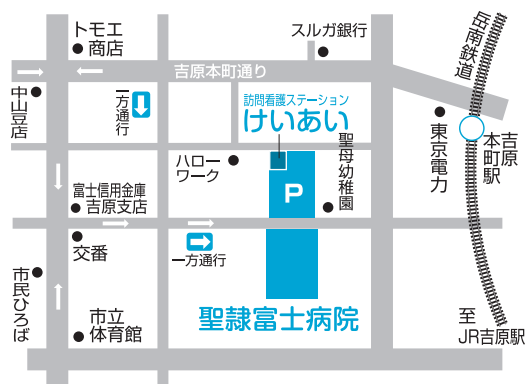 トモエ
商店
スルガ銀行
岳南鉄道
吉原本町通り
中山豆店
一方通行
訪問看護ステーション
けいあい
聖母幼稚園
東京電力
吉原
本町駅
ハロー
ワーク
P
富士信用金庫
吉原支店
交番
一方通行
市民ひろば
市立
体育館
聖隷富士病院
至
JR吉原駅